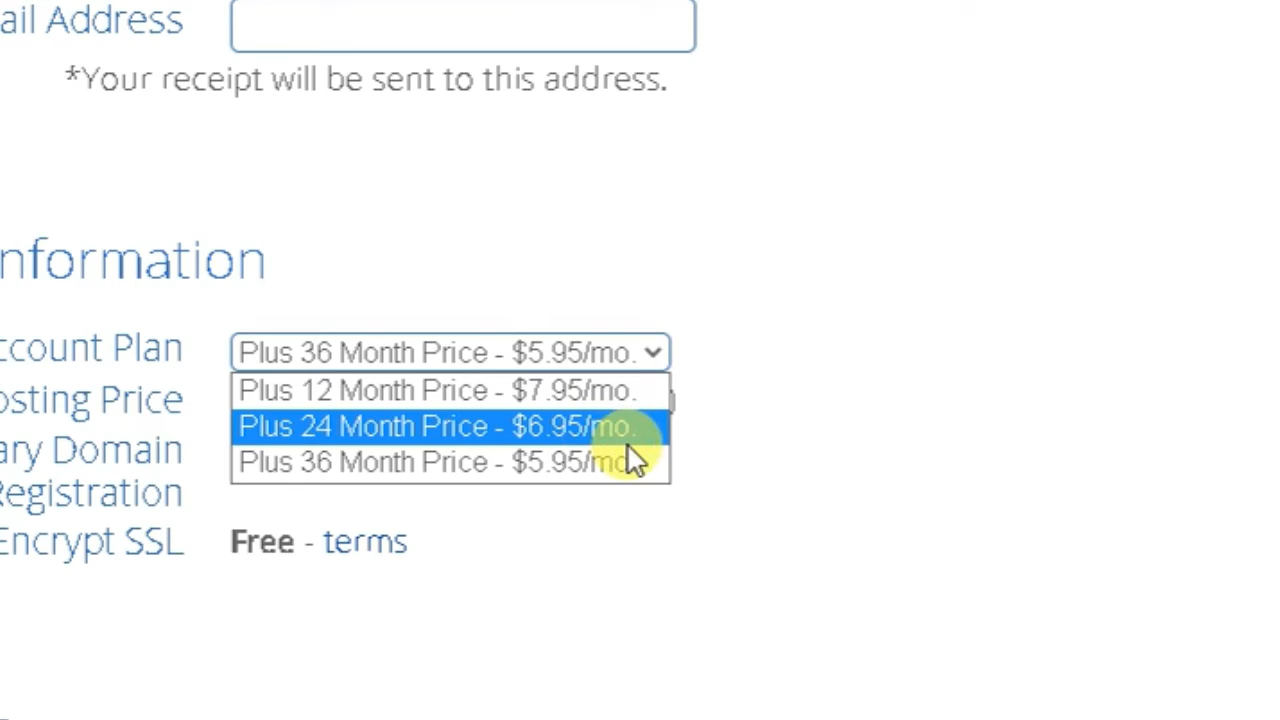 ail Address
*Your receipt will be sent to this address.
nformation
ccount Plan Plus 36 Month Price - $5.95/mo.
osting Price Plus 12 Month Price - $7.95/mo.
Plus 24 Month Price - $6.95/mo.
ary Domain Plus 36 Month Price - $5.95/mo.
Registration
Encrypt SSL Free - terms